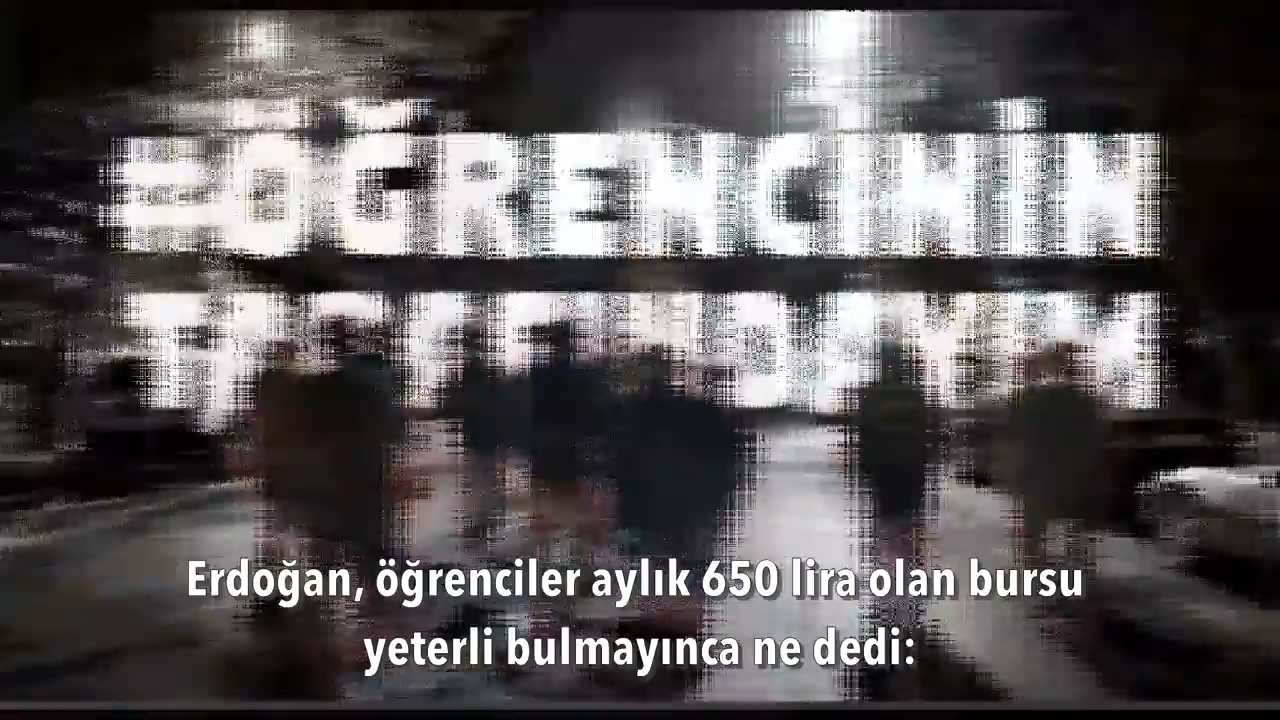 ÖĞRENCİNİN
Erdoğan, öğrenciler aylık 650 lira olan bursu
yeterli bulmayınca ne dedi: